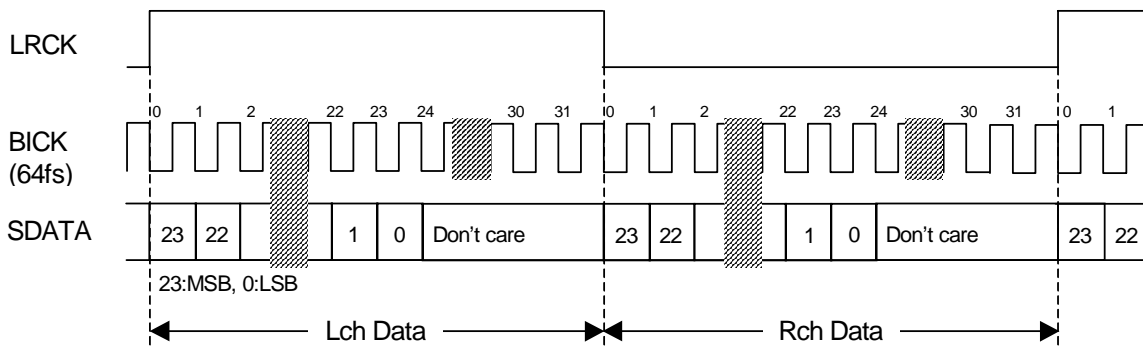 LRCK
0 1 2 22 23 24 30 31 0 1 2 22 23 24 30 31 0 1
BICK
(64fs)
SDATA 23 22 1 0 Don't care 23 22 1 0 Don't care 23 22
23:MSB, 0:LSB
Lch Data Rch Data